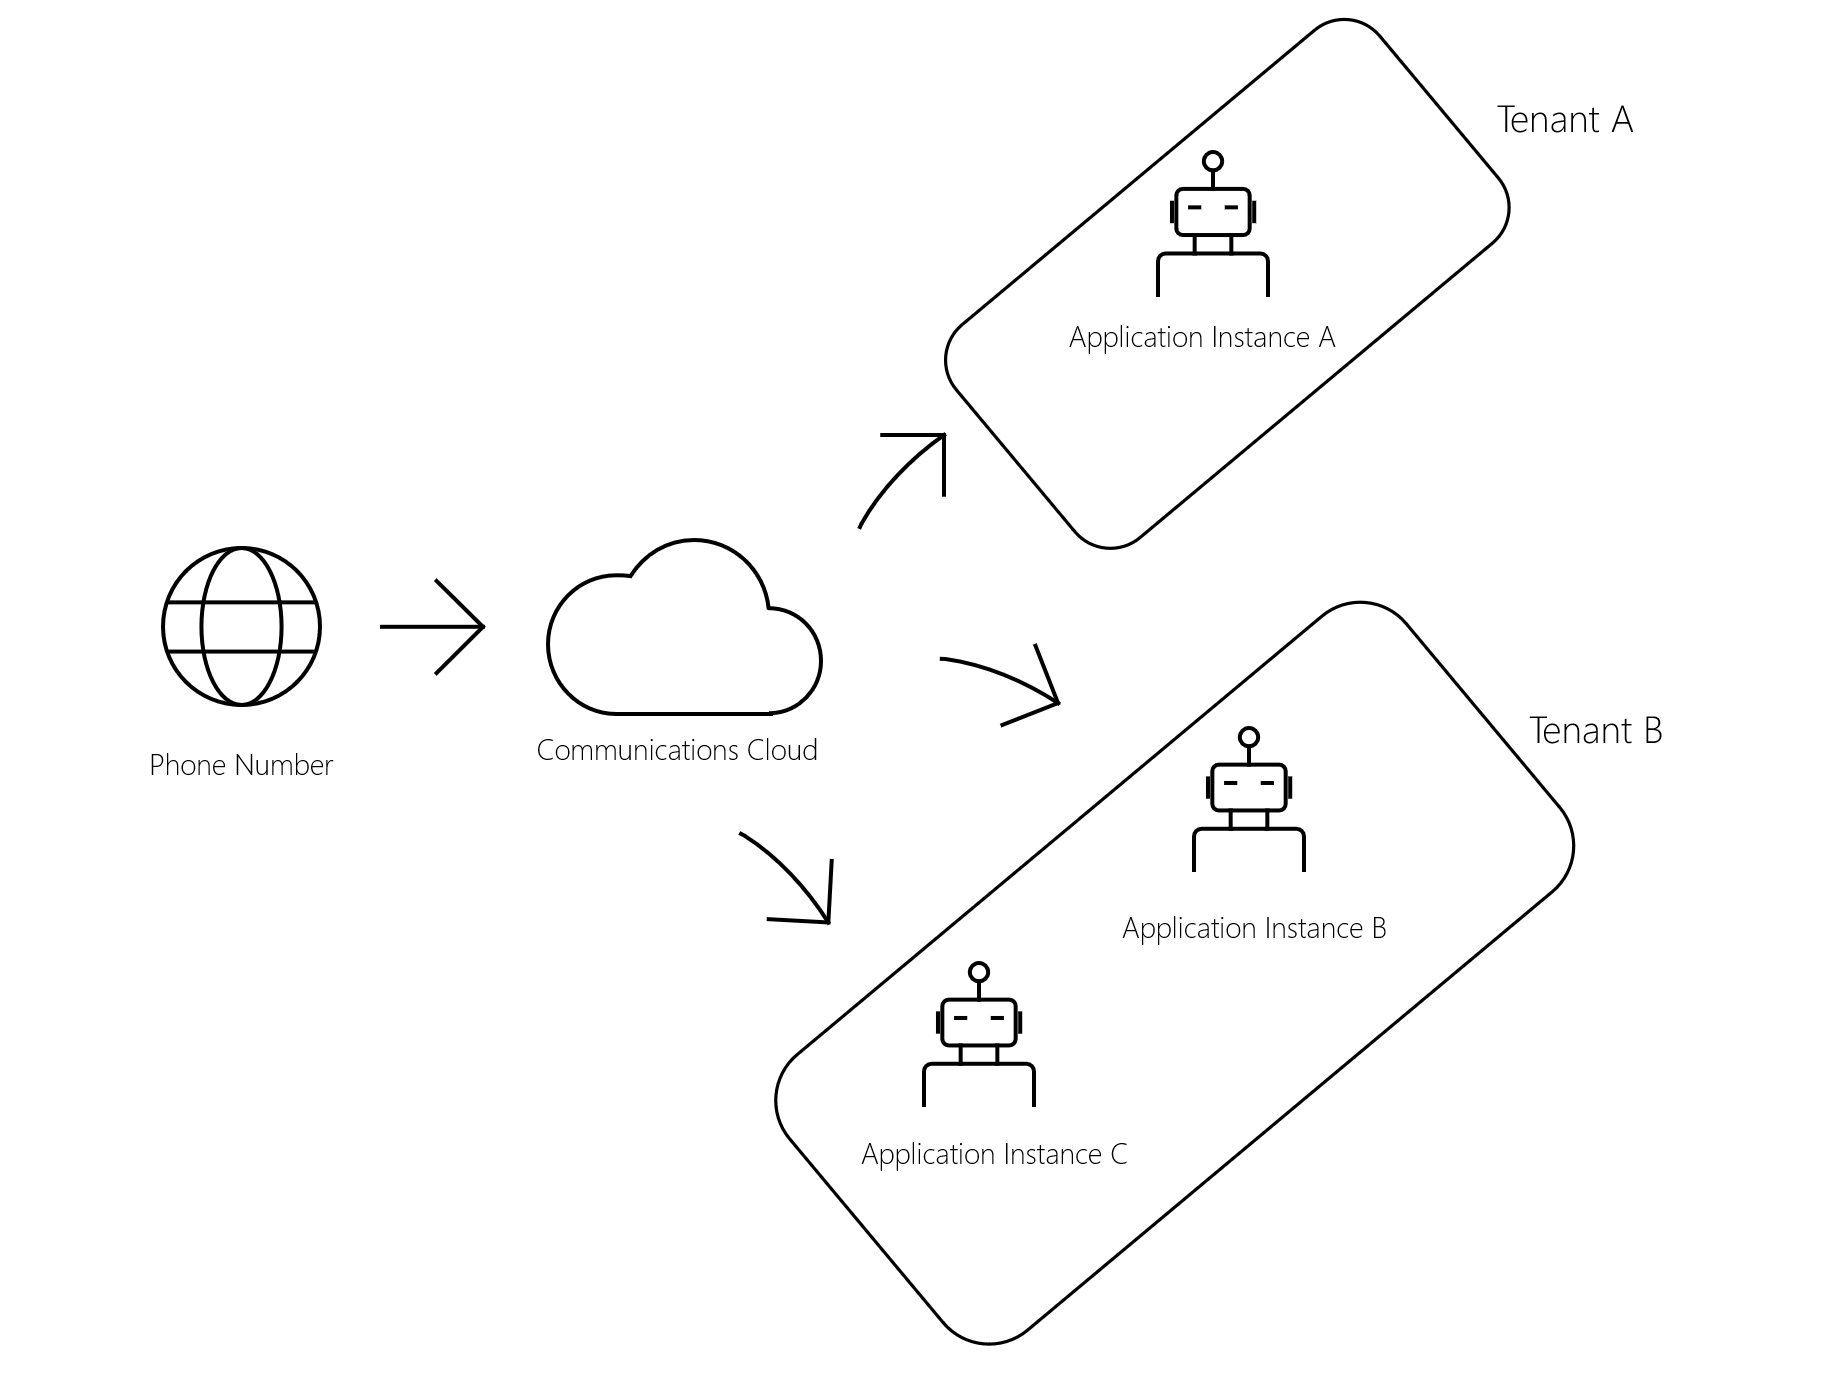 Tenant A
Application Instance A
Phone Number
Communications Cloud
Tenant B
Application Instance B
Application Instance C